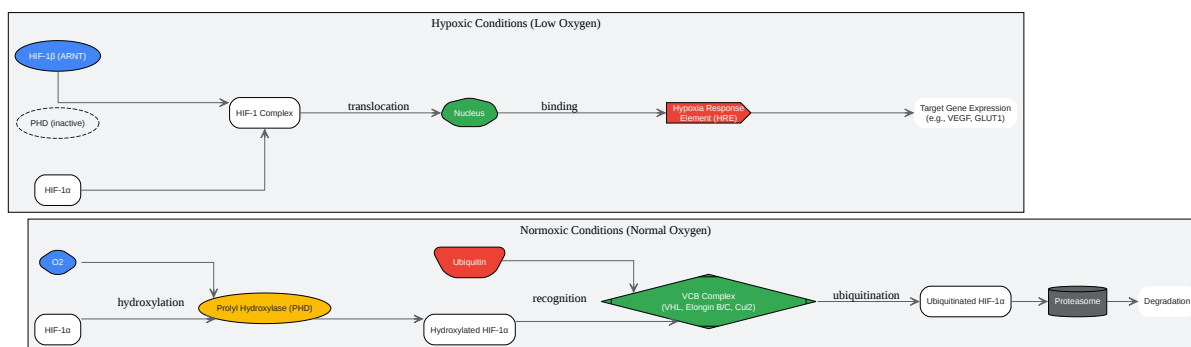 Hypoxic Conditions (Low Oxygen)
HIF-1β (ARNT)
PHD (inactive)
HIF-1α
HIF-1 Complex
translocation
Nucleus
binding
Hypoxia Response
Element (HRE)
Target Gene Expression
(e.g., VEGF, GLUT1)
Normoxic Conditions (Normal Oxygen)
O2
HIF-1α
hydroxylation
Prolyl Hydroxylase (PHD)
Ubiquitin
Hydroxylated HIF-1α
recognition
VCB Complex
(VHL, Elongin B/C, Cul2)
ubiquitination
Ubiquitinated HIF-1α
Proteasome
Degradation